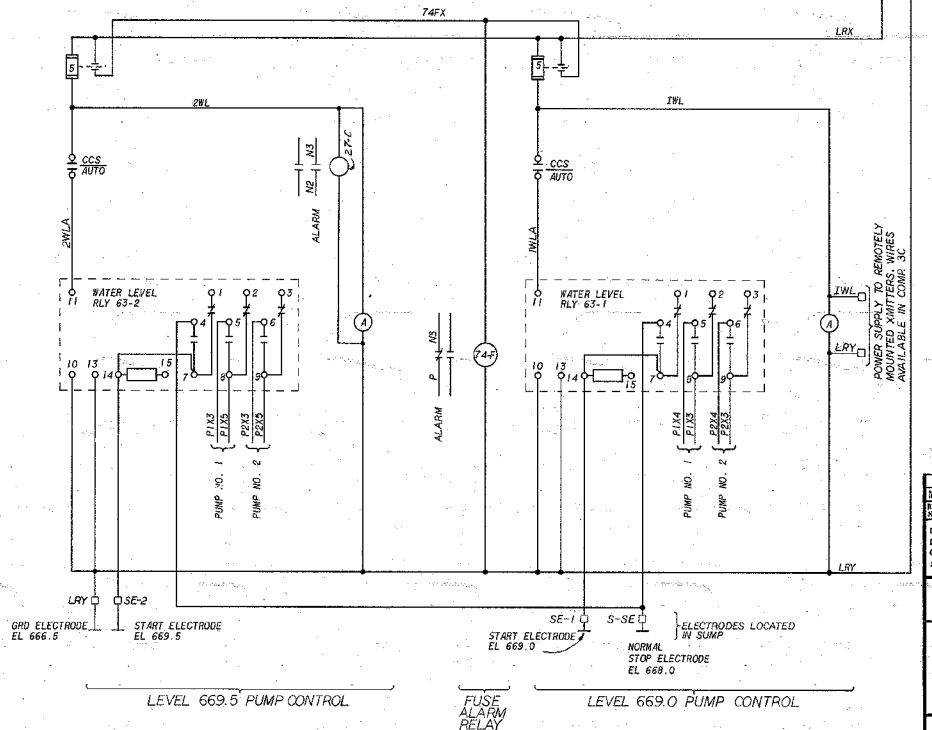 74FX
LRX
5
5
2WL
1WL
27-C
N3
N2
ALARM
CCS
AUTO
CCS
AUTO
2WLA
1WLA
WATER LEVEL
RLY 63-2
11
1
2
3
4
5
6
10
13
14
15
7
8
9
A
P1X3
P1X5
P2X3
P2X5
PUMP NO. 1
PUMP NO. 2
N3
P
ALARM
74-F
WATER LEVEL
RLY 63-1
11
1
2
3
4
5
6
10
13
14
15
7
8
9
A
P1X4
P1X3
P2X4
P2X3
PUMP NO. 1
PUMP NO. 2
1WL
LRY
POWER SUPPLY TO REMOTELY
MOUNTED XMITTERS, WIRES
AVAILABLE IN COMP. 3C
LRY
LRY
SE-2
GRD ELECTRODE
EL 666.5
START ELECTRODE
EL 669.5
SE-1
S-SE
START ELECTRODE
EL 669.0
NORMAL
STOP ELECTRODE
EL 668.0
ELECTRODES LOCATED
IN SUMP
LEVEL 669.5 PUMP CONTROL
FUSE
ALARM
RELAY
LEVEL 669.0 PUMP CONTROL